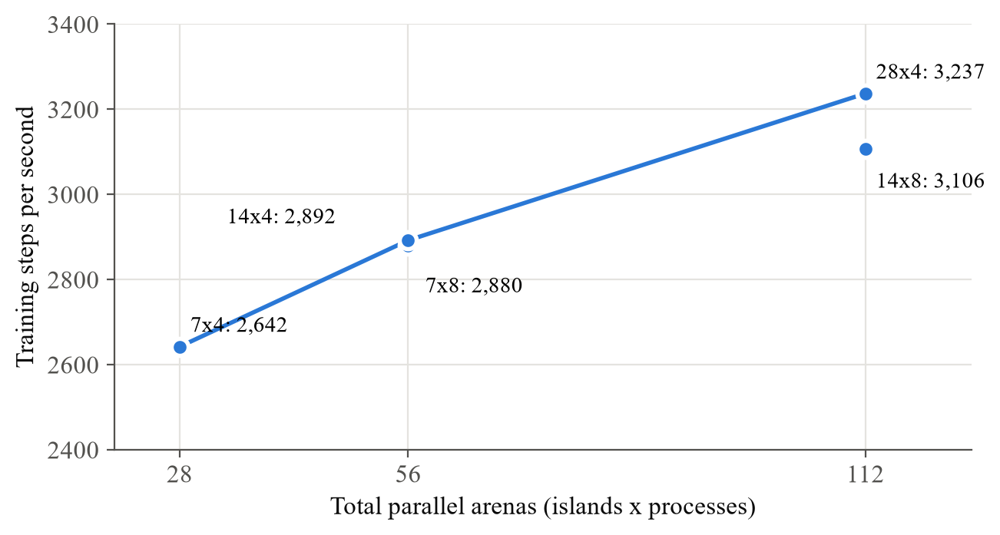 3400
28x4: 3,237
3200
14x8: 3,106
3000
14x4: 2,892
2800
7x8: 2,880
7x4: 2,642
2600
2400
Training steps per second
28
56
112
Total parallel arenas (islands x processes)